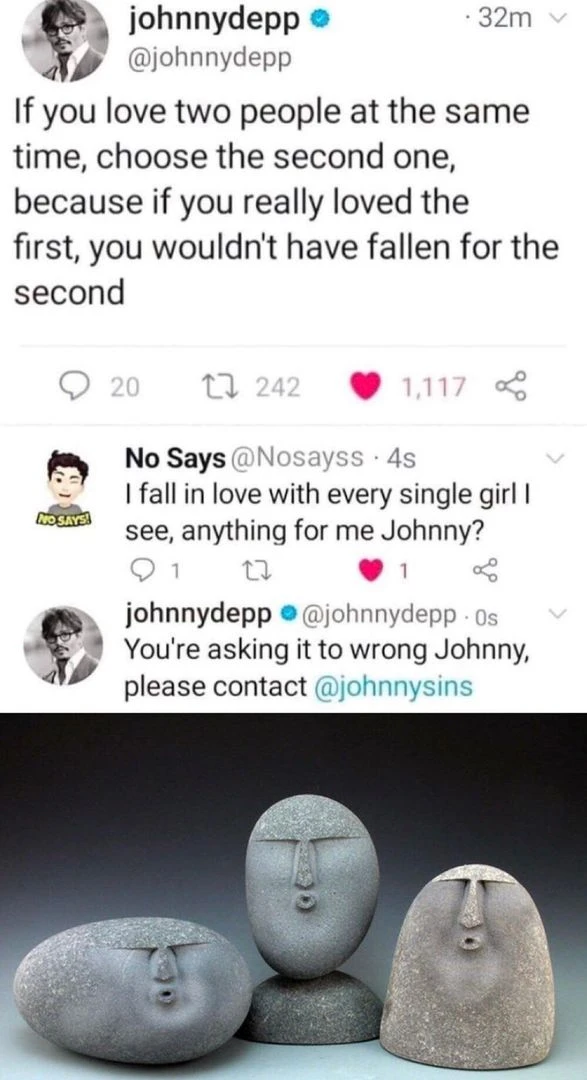 johnnydepp · 32m
@johnnydepp
If you love two people at the same
time, choose the second one,
because if you really loved the
first, you wouldn't have fallen for the
second
20 242 1,117
No Says @Nosayss · 4s
I fall in love with every single girl I
see, anything for me Johnny?
NO SAYS!
1 1
johnnydepp @johnnydepp · 0s
You're asking it to wrong Johnny,
please contact @johnnysins